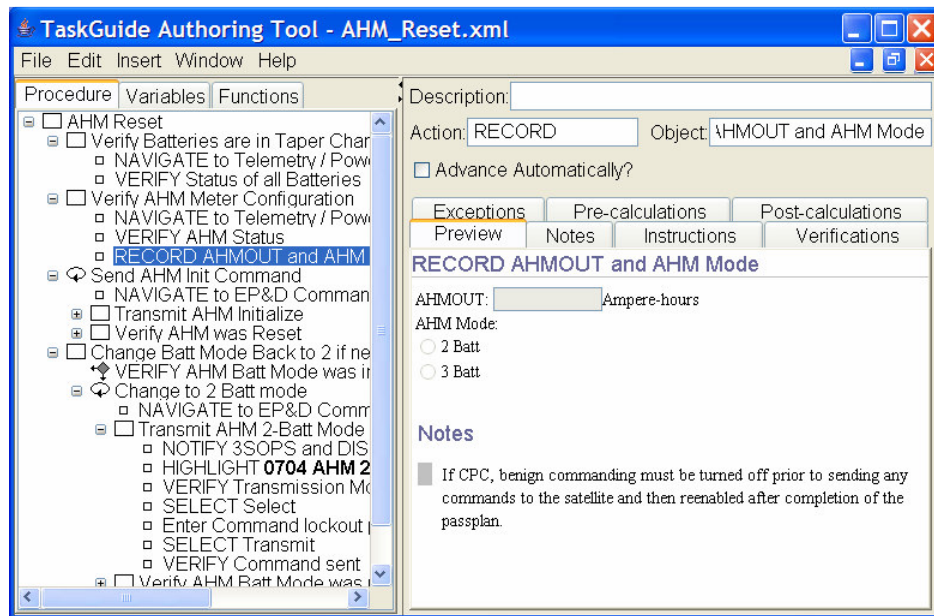 TaskGuide Authoring Tool - AHM_Reset.xml
File Edit Insert Window Help
Procedure Variables Functions
AHM Reset
Verify Batteries are in Taper Char
NAVIGATE to Telemetry / Pow
VERIFY Status of all Batteries
Verify AHM Meter Configuration
NAVIGATE to Telemetry / Pow
VERIFY AHM Status
RECORD AHMOUT and AHM
Send AHM Init Command
NAVIGATE to EP&D Comman
Transmit AHM Initialize
Verify AHM was Reset
Change Batt Mode Back to 2 if ne
VERIFY AHM Batt Mode was in
Change to 2 Batt mode
NAVIGATE to EP&D Comm
Transmit AHM 2-Batt Mode
NOTIFY 3SOPS and DIS
HIGHLIGHT 0704 AHM 2
VERIFY Transmission Mo
SELECT Select
Enter Command lockout
SELECT Transmit
VERIFY Command sent
Verify AHM Batt Mode was
Description:
Action: RECORD Object: AHMOUT and AHM Mode
Advance Automatically?
Exceptions Pre-calculations Post-calculations
Preview Notes Instructions Verifications
RECORD AHMOUT and AHM Mode
AHMOUT: Ampere-hours
AHM Mode:
2 Batt
3 Batt
Notes
If CPC, benign commanding must be turned off prior to sending any
commands to the satellite and then reenabled after completion of the
passplan.